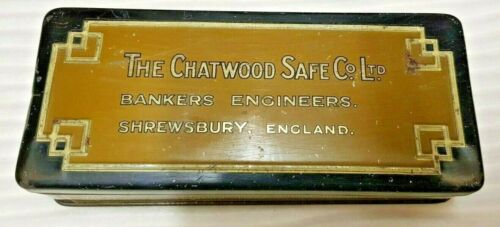 THE CHATWOOD SAFE CO. LTD
BANKERS ENGINEERS.
SHREWSBURY, ENGLAND.